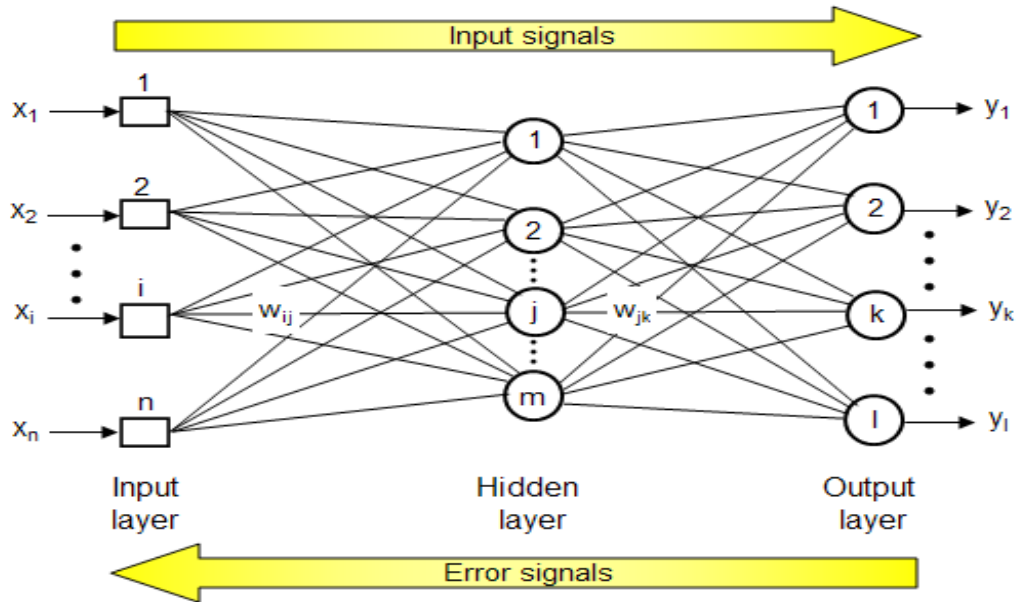 Input signals
1
x1
1
1
y1
2
x2
2
2
y2
i
xi
wij
j
wjk
k
yk
m
n
xn
l
yl
Input layer
Hidden layer
Output layer
Error signals